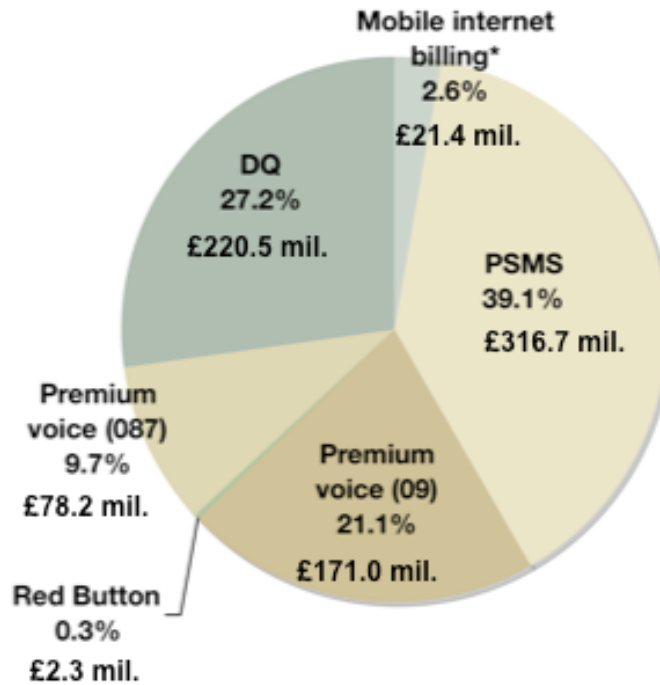 Mobile internet
billing*
2.6%
£21.4 mil.
DQ
27.2%
£220.5 mil.
PSMS
39.1%
£316.7 mil.
Premium
voice (087)
9.7%
£78.2 mil.
Premium
voice (09)
21.1%
£171.0 mil.
Red Button
0.3%
£2.3 mil.